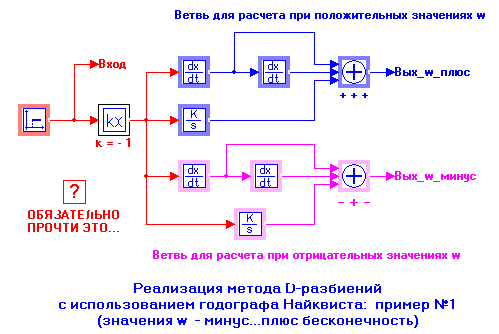 Ветвь для расчета при положительных значениях w
Вход
dx
dt
dx
dt
Вых_w_плюс
+ + +
kx
к = - 1
K
s
?
ОБЯЗАТЕЛЬНО
ПРОЧТИ ЭТО...
dx
dt
dx
dt
Вых_w_минус
- + -
K
s
Ветвь для расчета при отрицательных значениях w
Реализация метода D-разбиений
с использованием годографа Найквиста: пример №1
(значения w - минус...плюс бесконечность)